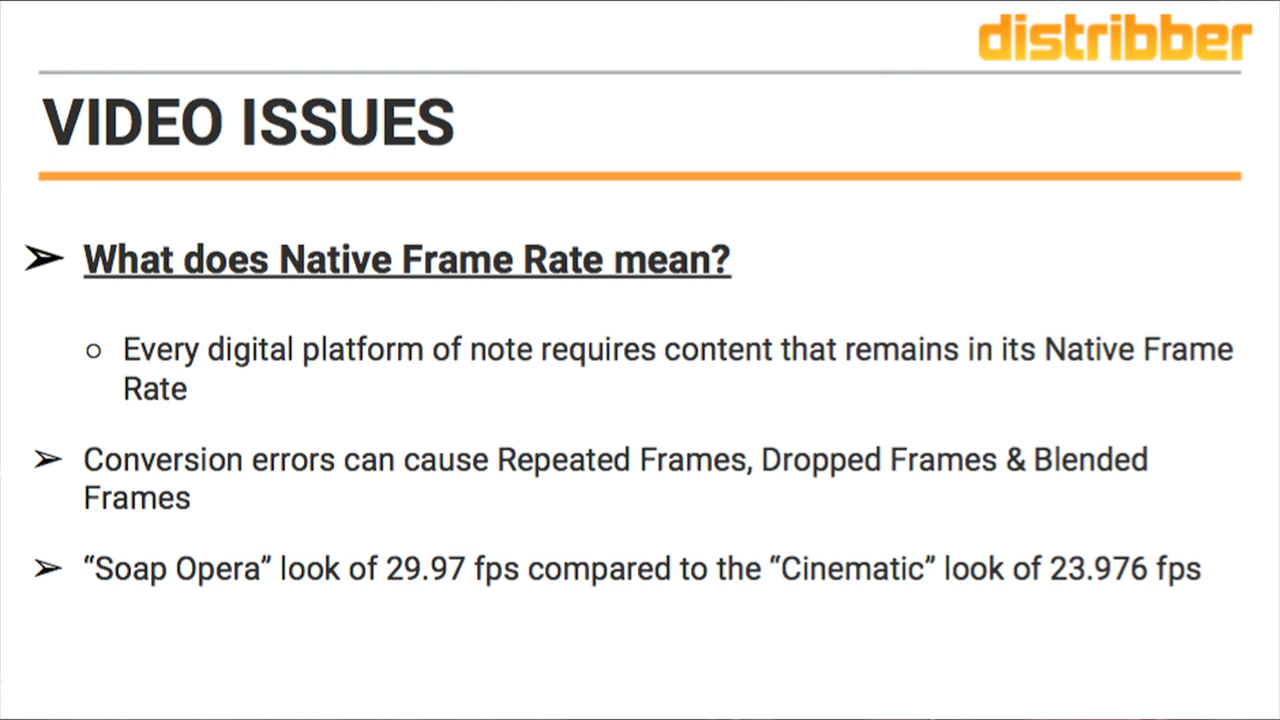 distribber
VIDEO ISSUES
➢ What does Native Frame Rate mean?
○ Every digital platform of note requires content that remains in its Native Frame
Rate
➢ Conversion errors can cause Repeated Frames, Dropped Frames & Blended
Frames
➢ “Soap Opera” look of 29.97 fps compared to the “Cinematic” look of 23.976 fps